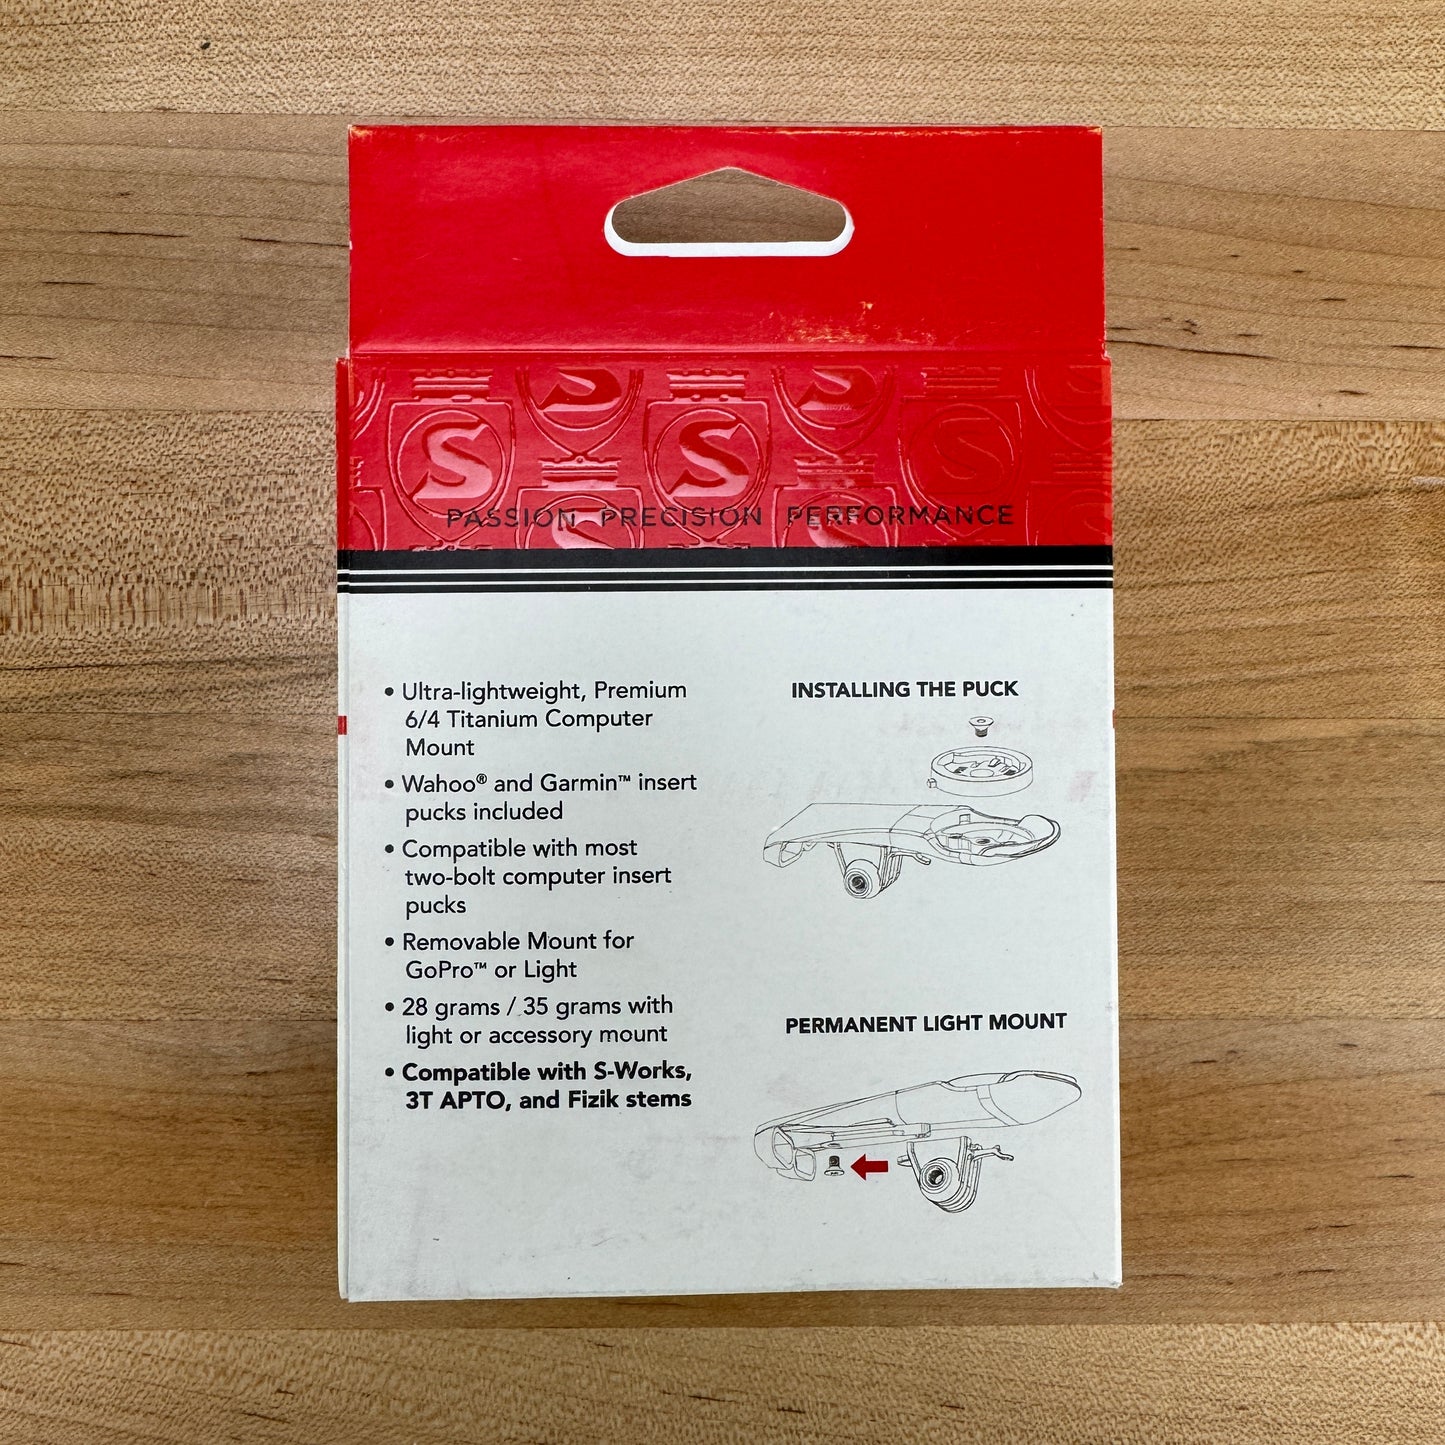 PASSION PRECISION PERFORMANCE
• Ultra-lightweight, Premium
6/4 Titanium Computer
Mount
• Wahoo® and Garmin™ insert
pucks included
• Compatible with most
two-bolt computer insert
pucks
• Removable Mount for
GoPro™ or Light
• 28 grams / 35 grams with
light or accessory mount
• Compatible with S-Works,
3T APTO, and Fizik stems
INSTALLING THE PUCK
PERMANENT LIGHT MOUNT